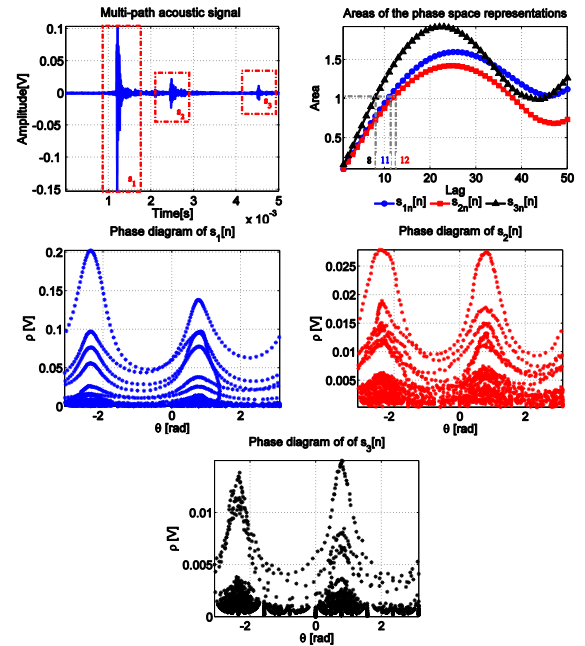 Multi-path acoustic signal
Amplitude[V]
0.1
0.05
0
-0.05
-0.1
-0.15
0
1
2
3
4
5
x 10⁻³
Time[s]
s₁
s₂
s₃
Areas of the phase space representations
Area
1.5
1
0.5
8
11
12
10
20
30
40
50
Lag
s₁ₙ[n]
s₂ₙ[n]
s₃ₙ[n]
Phase diagram of s₁[n]
ρ [V]
0.2
0.15
0.1
0.05
0
-2
0
2
θ [rad]
Phase diagram of s₂[n]
ρ [V]
0.025
0.02
0.015
0.01
0.005
-2
0
2
θ [rad]
Phase diagram of of s₃[n]
ρ [V]
0.01
0.005
0
-2
0
2
θ [rad]